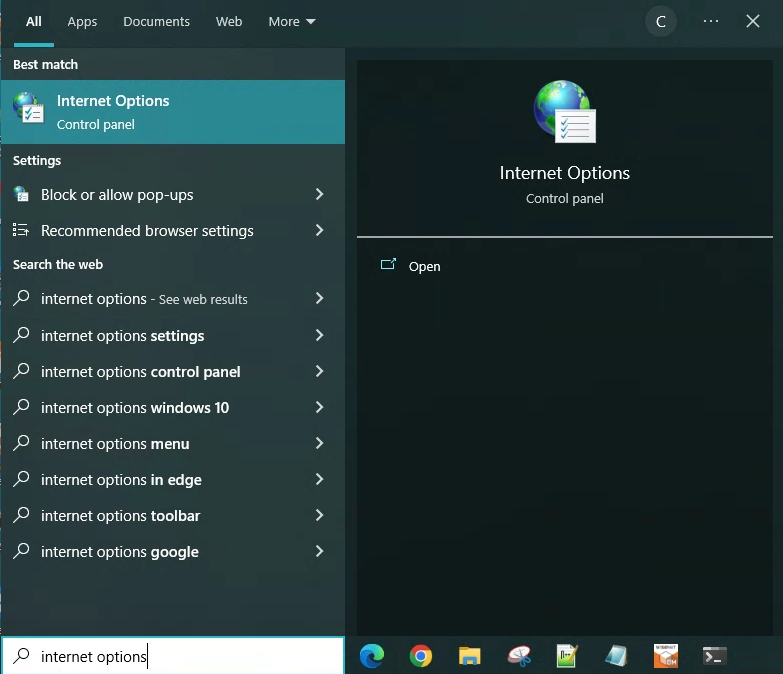 All Apps Documents Web More C ···
Best match
Internet Options
Control panel
Settings
Block or allow pop-ups
Recommended browser settings
Search the web
internet options - See web results
internet options settings
internet options control panel
internet options windows 10
internet options menu
internet options in edge
internet options toolbar
internet options google
internet options
Internet Options
Control panel
Open